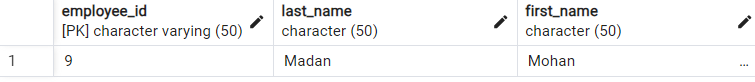 employee_id last_name first_name
[PK] character varying (50) character (50) character (50)
1 9 Madan Mohan ...